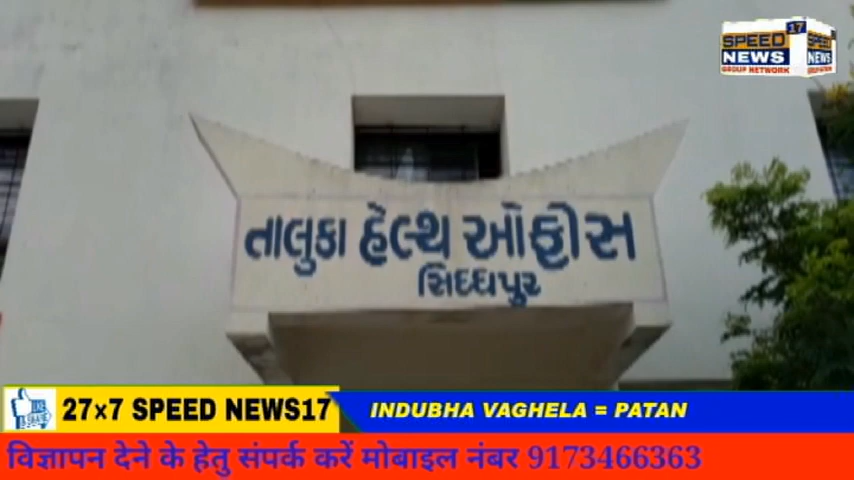 SPEED 17
NEWS
GROUP NETWORK
તાલુકા હેલ્થ ઓફીસ
સિધ્ધપુર
27×7 SPEED NEWS17
INDUBHA VAGHELA = PATAN
विज्ञापन देने के हेतु संपर्क करें मोबाइल नंबर 9173466363